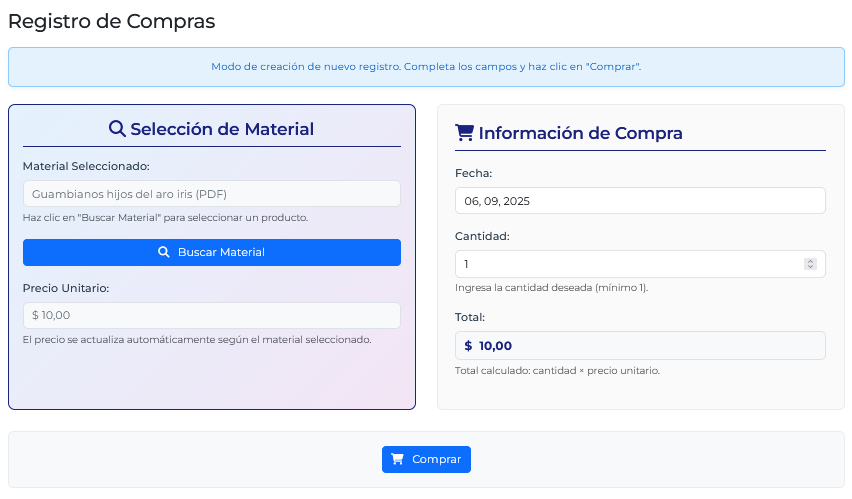 Registro de Compras
Modo de creación de nuevo registro. Completa los campos y haz clic en "Comprar".
Selección de Material
Material Seleccionado:
Guambianos hijos del aro iris (PDF)
Haz clic en "Buscar Material" para seleccionar un producto.
Buscar Material
Precio Unitario:
$ 10,00
El precio se actualiza automáticamente según el material seleccionado.
Información de Compra
Fecha:
06, 09, 2025
Cantidad:
1
Ingresa la cantidad deseada (mínimo 1).
Total:
$ 10,00
Total calculado: cantidad × precio unitario.
Comprar